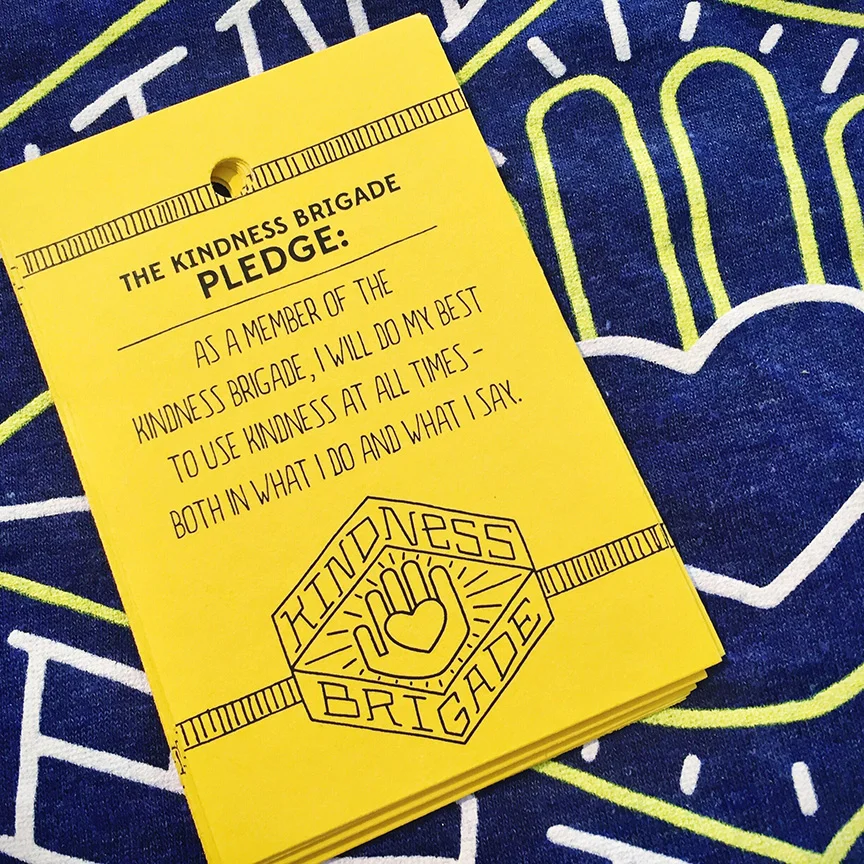 THE KINDNESS BRIGADE
PLEDGE:
AS A MEMBER OF THE
KINDNESS BRIGADE, I WILL DO MY BEST
TO USE KINDNESS AT ALL TIMES -
BOTH IN WHAT I DO AND WHAT I SAY.
KINDNESS
BRIGADE